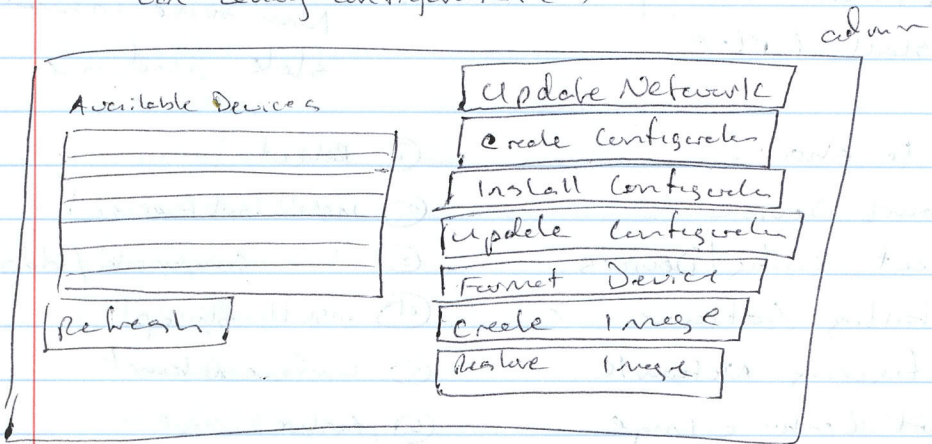 admin
Available Devices
Refresh
Update Network
Create Configuration
Install Configuration
Update Configuration
Format Device
Create Image
Restore Image